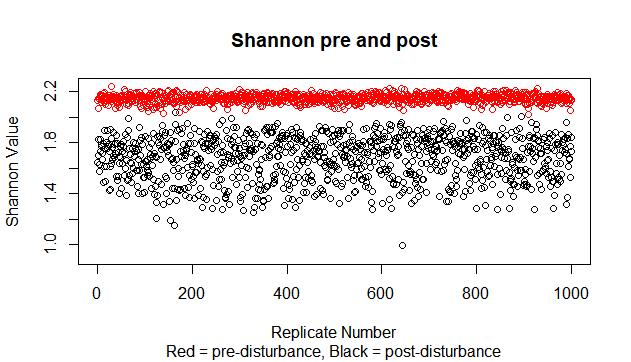 Shannon pre and post
Shannon Value
2.2
1.8
1.4
1.0
0 200 400 600 800 1000
Replicate Number
Red = pre-disturbance, Black = post-disturbance